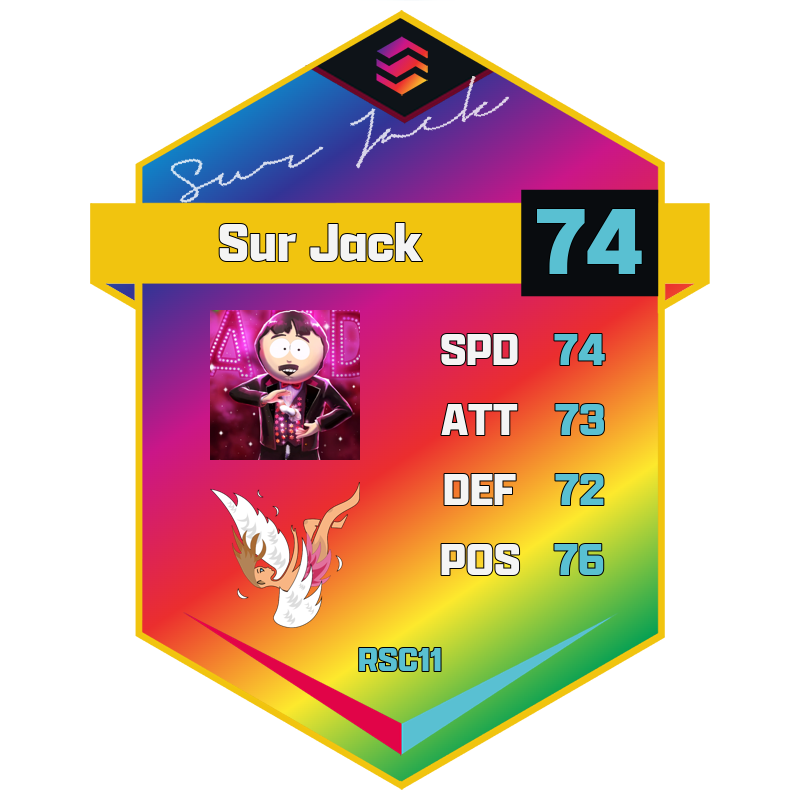 Sur Jack
Sur Jack
74
SPD 74
ATT 73
DEF 72
POS 76
RSC11